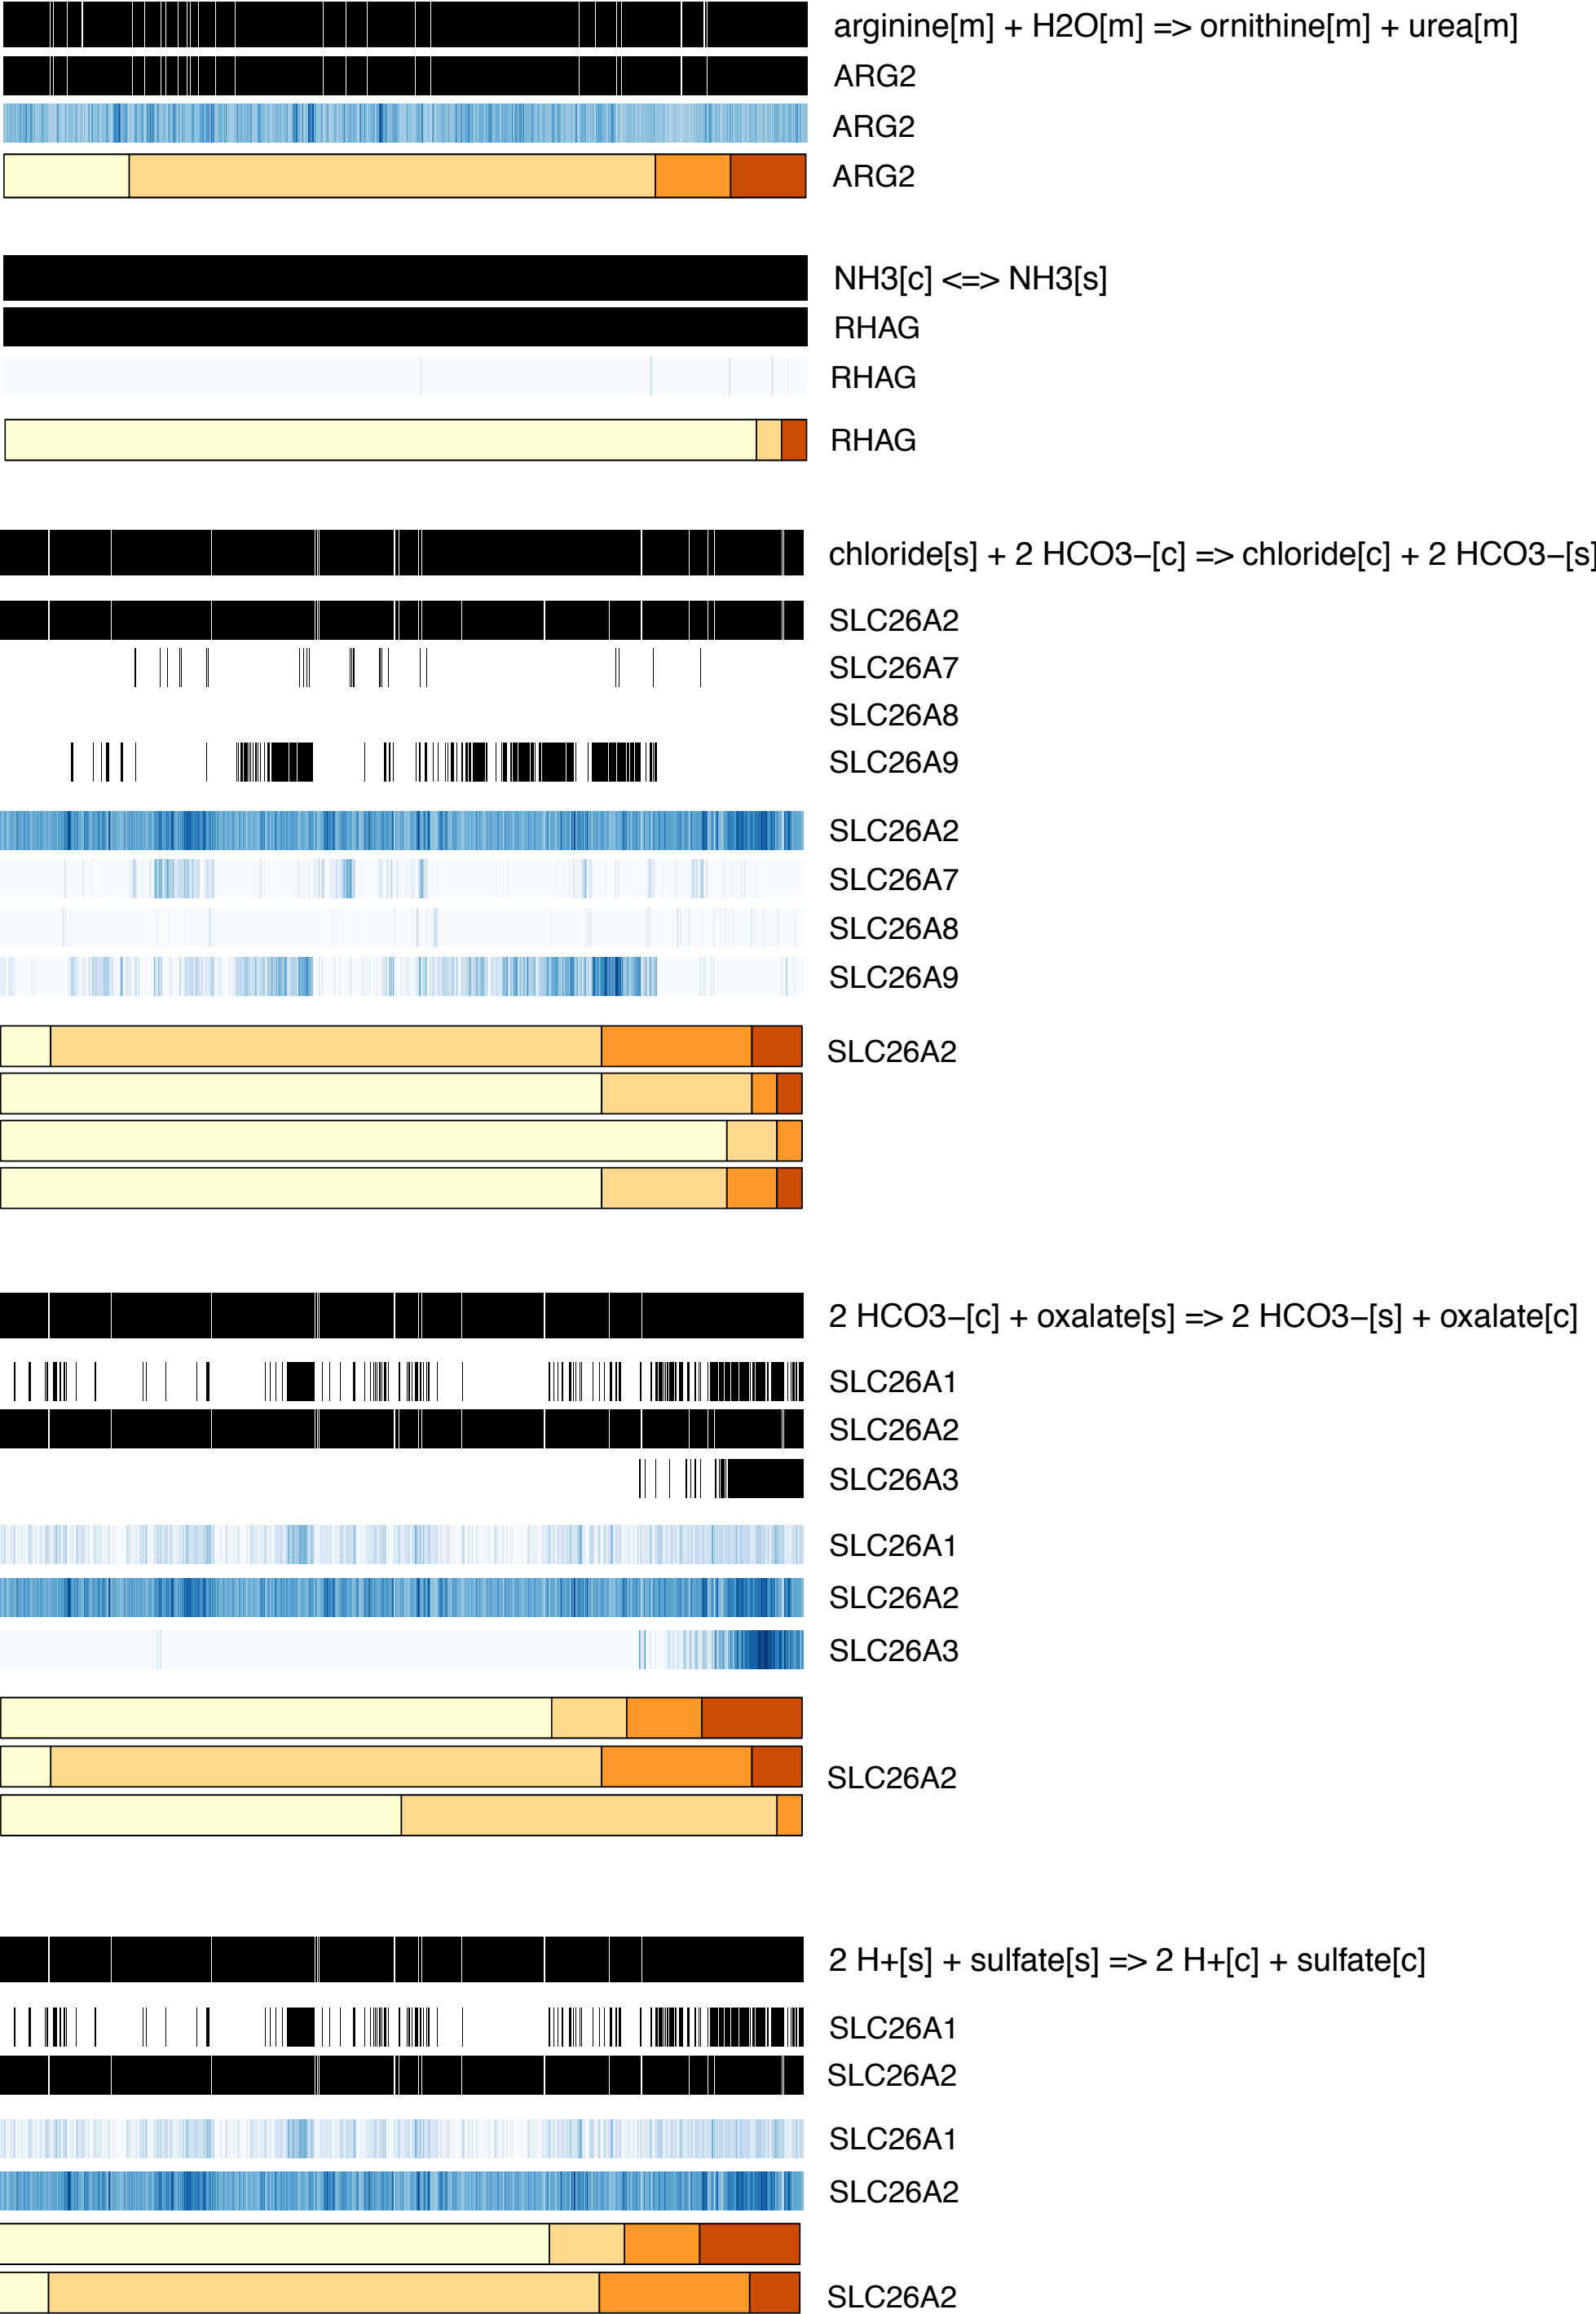 arginine[m] + H2O[m] => ornithine[m] + urea[m]
ARG2
ARG2
ARG2
NH3[c] <=> NH3[s]
RHAG
RHAG
RHAG
chloride[s] + 2 HCO3−[c] => chloride[c] + 2 HCO3−[s]
SLC26A2
SLC26A7
SLC26A8
SLC26A9
SLC26A2
SLC26A7
SLC26A8
SLC26A9
SLC26A2
2 HCO3−[c] + oxalate[s] => 2 HCO3−[s] + oxalate[c]
SLC26A1
SLC26A2
SLC26A3
SLC26A1
SLC26A2
SLC26A3
SLC26A2
2 H+[s] + sulfate[s] => 2 H+[c] + sulfate[c]
SLC26A1
SLC26A2
SLC26A1
SLC26A2
SLC26A2